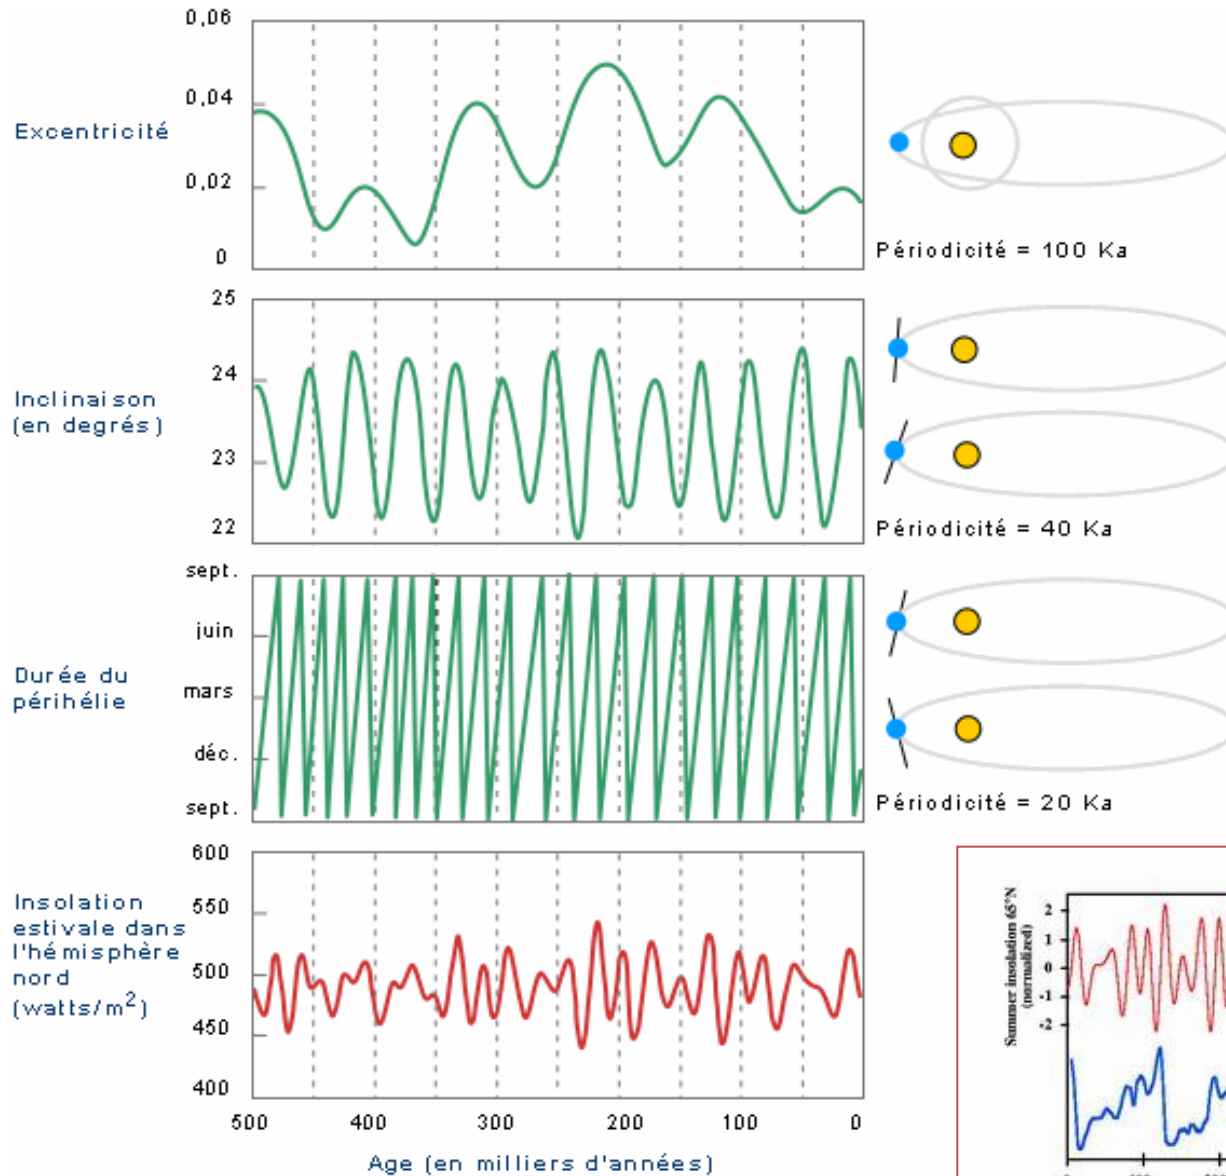 0,06
0,04
Excentricité
0,02
0
Périodicité = 100 Ka
25
24
Inclinaison
(en degrés)
23
22
Périodicité = 40 Ka
sept.
juin
Durée du
périhélie
mars
déc.
sept.
Périodicité = 20 Ka
600
550
Insolation
estivale dans
l'hémisphère
nord
(watts/m²)
500
450
400
500 400 300 200 100 0
Age (en milliers d'années)
Summer insolation 65°N
(normalized)
2
1
0
-1
-2